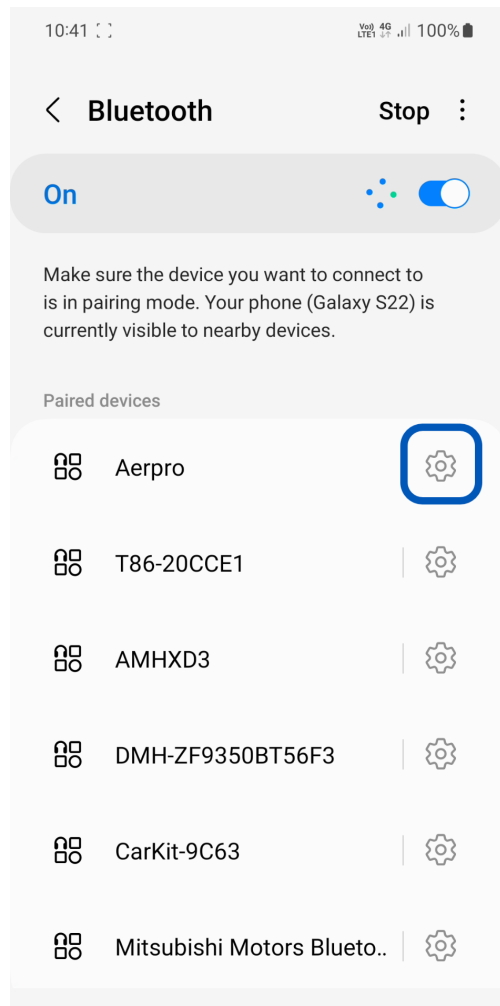 10:41
Vo)) 4G
LTE1 ↓↑ 100%
Bluetooth Stop
On
Make sure the device you want to connect to
is in pairing mode. Your phone (Galaxy S22) is
currently visible to nearby devices.
Paired devices
Aerpro
T86-20CCE1
AMHXD3
DMH-ZF9350BT56F3
CarKit-9C63
Mitsubishi Motors Blueto..